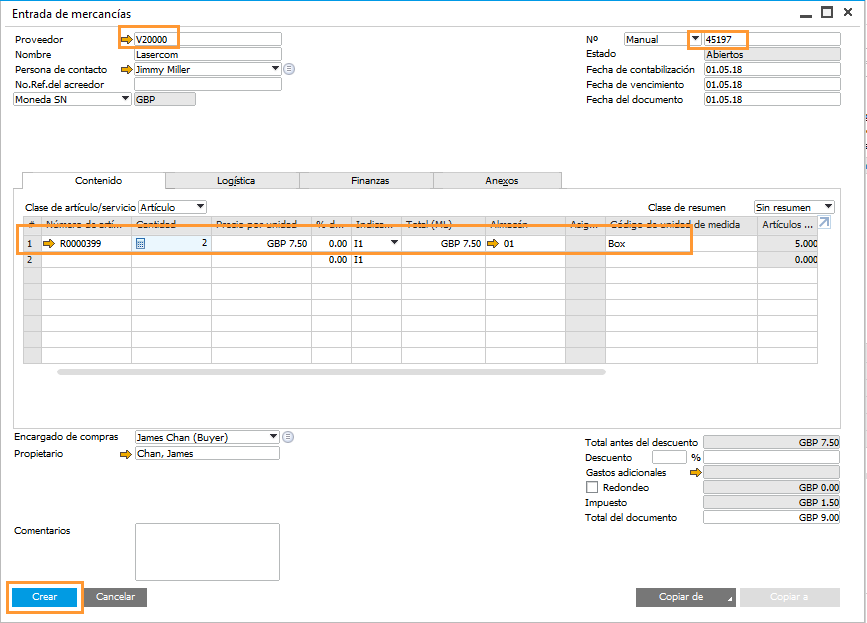 Entrada de mercancías
Proveedor V20000 Nº Manual 45197
Nombre Lasercom Estado Abiertos
Persona de contacto Jimmy Miller Fecha de contabilización 01.05.18
No.Ref.del acreedor Fecha de vencimiento 01.05.18
Moneda SN GBP Fecha del documento 01.05.18
Contenido Logística Finanzas Anexos
Clase de artículo/servicio Artículo Clase de resumen Sin resumen
# Número de artí... Cantidad Precio por unidad % d... Indica... Total (ML) Almacén Asig... Código de unidad de medida Artículos ...
1 R0000399 2 GBP 7.50 0.00 I1 GBP 7.50 01 Box 5.000
2 0.00 I1 0.000
Encargado de compras James Chan (Buyer)
Propietario Chan, James
Total antes del descuento GBP 7.50
Descuento %
Gastos adicionales
Redondeo GBP 0.00
Impuesto GBP 1.50
Total del documento GBP 9.00
Comentarios
Crear Cancelar Copiar de Copiar a